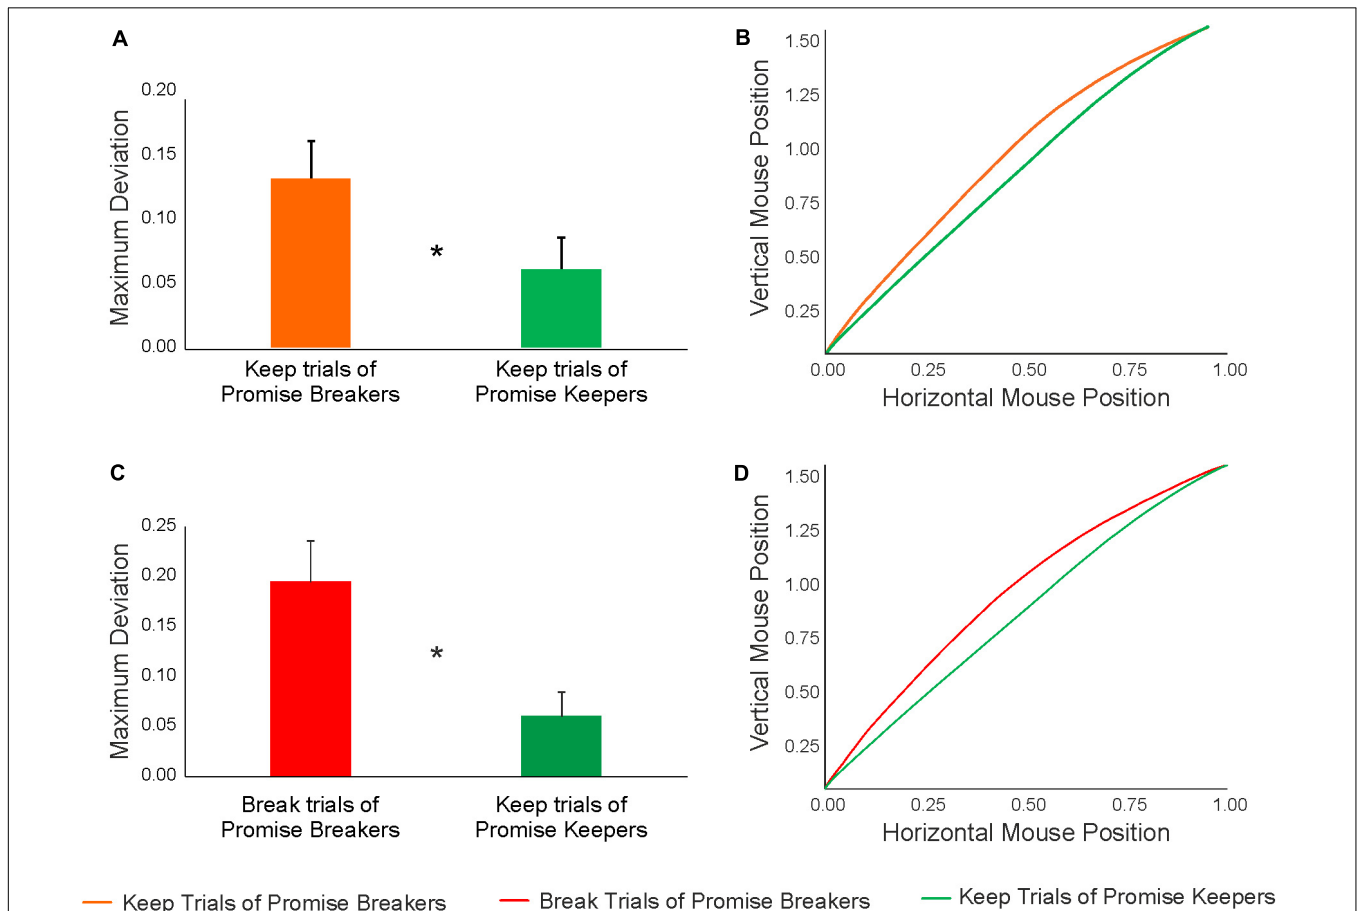 A
0.20
0.15
0.10
0.05
0.00
Maximum Deviation
*
Keep trials of
Promise Breakers
Keep trials of
Promise Keepers
B
1.50
1.25
1.00
0.75
0.50
0.25
Vertical Mouse Position
0.00 0.25 0.50 0.75 1.00
Horizontal Mouse Position
C
0.25
0.20
0.15
0.10
0.05
0.00
Maximum Deviation
*
Break trials of
Promise Breakers
Keep trials of
Promise Keepers
D
1.50
1.25
1.00
0.75
0.50
0.25
Vertical Mouse Position
0.00 0.25 0.50 0.75 1.00
Horizontal Mouse Position
Keep Trials of Promise Breakers
Break Trials of Promise Breakers
Keep Trials of Promise Keepers